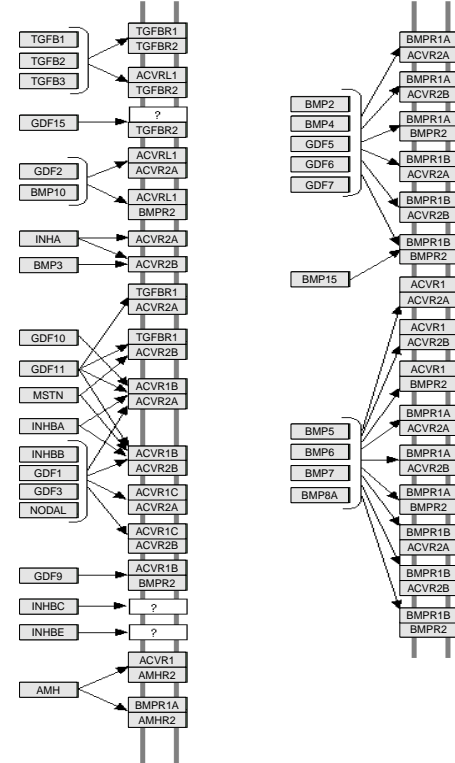 TGFB1
TGFB2
TGFB3
TGFBR1
TGFBR2
ACVRL1
TGFBR2
GDF15
?
TGFBR2
GDF2
BMP10
ACVRL1
ACVR2A
ACVRL1
BMPR2
INHA
ACVR2A
BMP3
ACVR2B
TGFBR1
ACVR2A
GDF10
TGFBR1
ACVR2B
GDF11
MSTN
ACVR1B
ACVR2A
INHBA
INHBB
GDF1
GDF3
NODAL
ACVR1B
ACVR2B
ACVR1C
ACVR2A
ACVR1C
ACVR2B
GDF9
ACVR1B
BMPR2
INHBC
?
INHBE
?
AMH
ACVR1
AMHR2
BMPR1A
AMHR2
BMP2
BMP4
GDF5
GDF6
GDF7
BMPR1A
ACVR2A
BMPR1A
ACVR2B
BMPR1A
BMPR2
BMPR1B
ACVR2A
BMPR1B
ACVR2B
BMPR1B
BMPR2
BMP15
ACVR1
ACVR2A
ACVR1
ACVR2B
ACVR1
BMPR2
BMP5
BMP6
BMP7
BMP8A
BMPR1A
ACVR2A
BMPR1A
ACVR2B
BMPR1A
BMPR2
BMPR1B
ACVR2A
BMPR1B
ACVR2B
BMPR1B
BMPR2